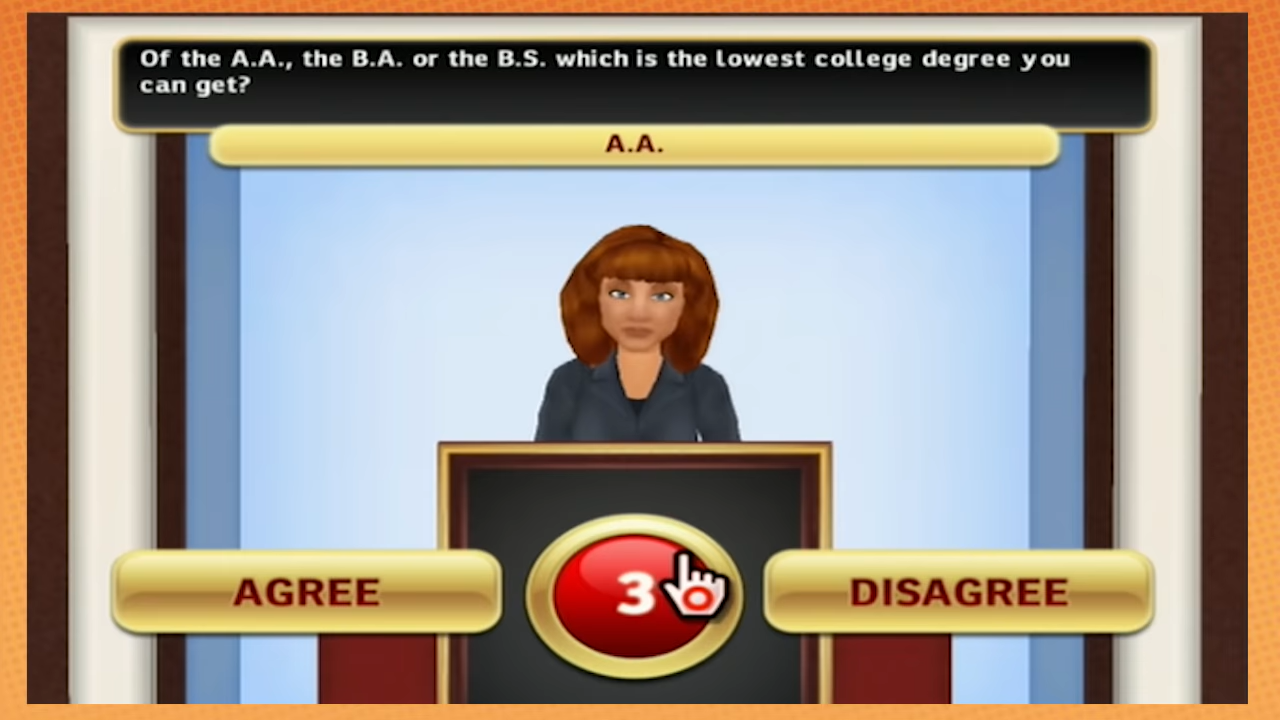 Of the A.A., the B.A. or the B.S. which is the lowest college degree you
can get?
A.A.
AGREE
3
DISAGREE